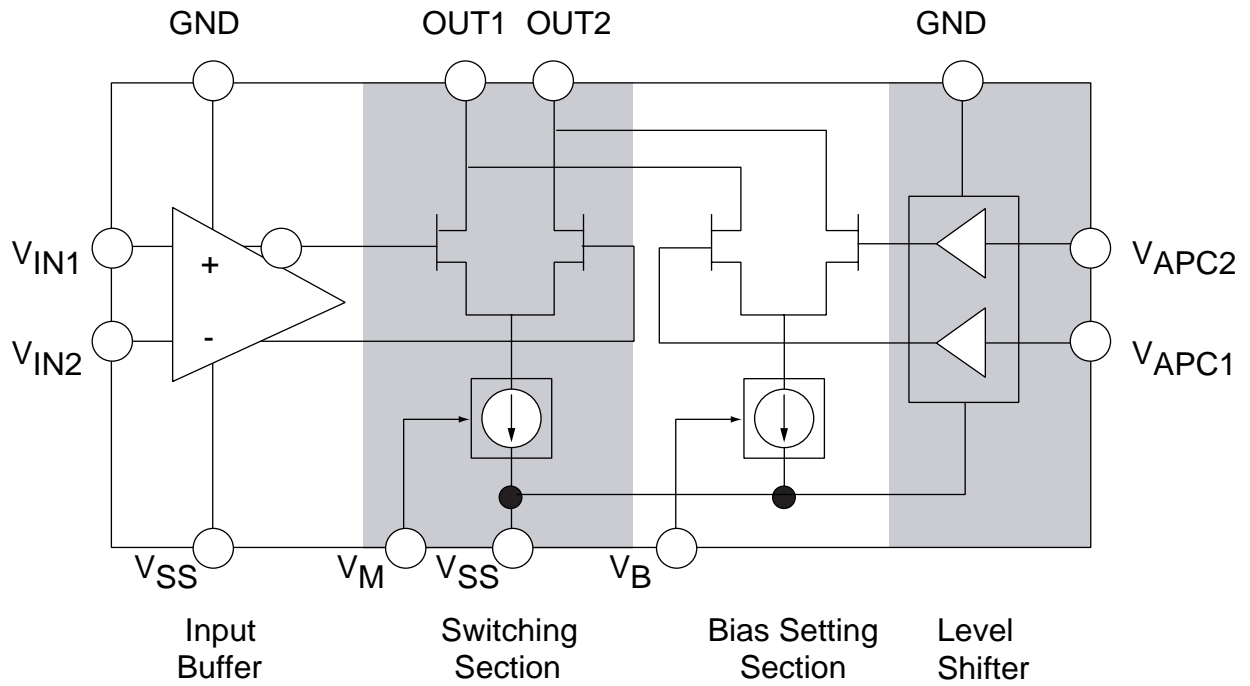 GND OUT1 OUT2 GND
VIN1
+
VAPC2
VIN2
-
VAPC1
VSS VM VSS VB
Input Buffer
Switching Section
Bias Setting Section
Level Shifter